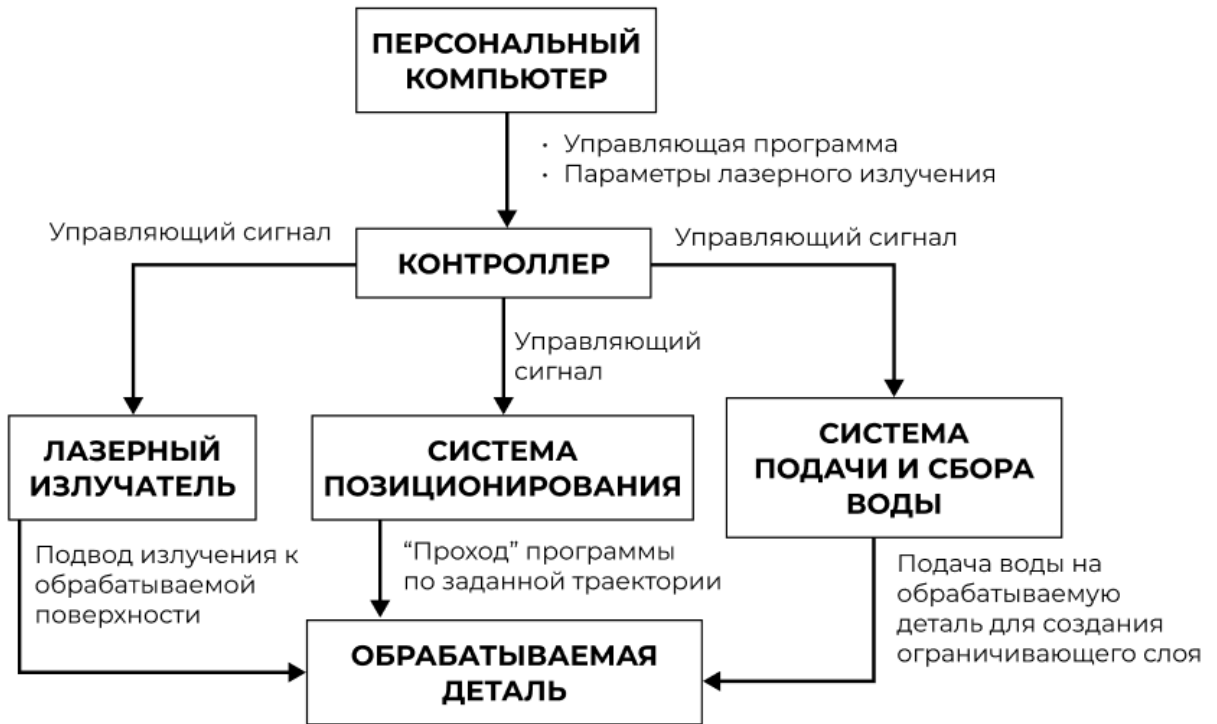 ПЕРСОНАЛЬНЫЙ
КОМПЬЮТЕР
· Управляющая программа
· Параметры лазерного излучения
Управляющий сигнал
Управляющий сигнал
КОНТРОЛЛЕР
Управляющий
сигнал
ЛАЗЕРНЫЙ
ИЗЛУЧАТЕЛЬ
СИСТЕМА
ПОЗИЦИОНИРОВАНИЯ
СИСТЕМА
ПОДАЧИ И СБОРА
ВОДЫ
Подвод излучения к
обрабатываемой
поверхности
“Проход” программы
по заданной траектории
Подача воды на
обрабатываемую
деталь для создания
ограничивающего слоя
ОБРАБАТЫВАЕМАЯ
ДЕТАЛЬ